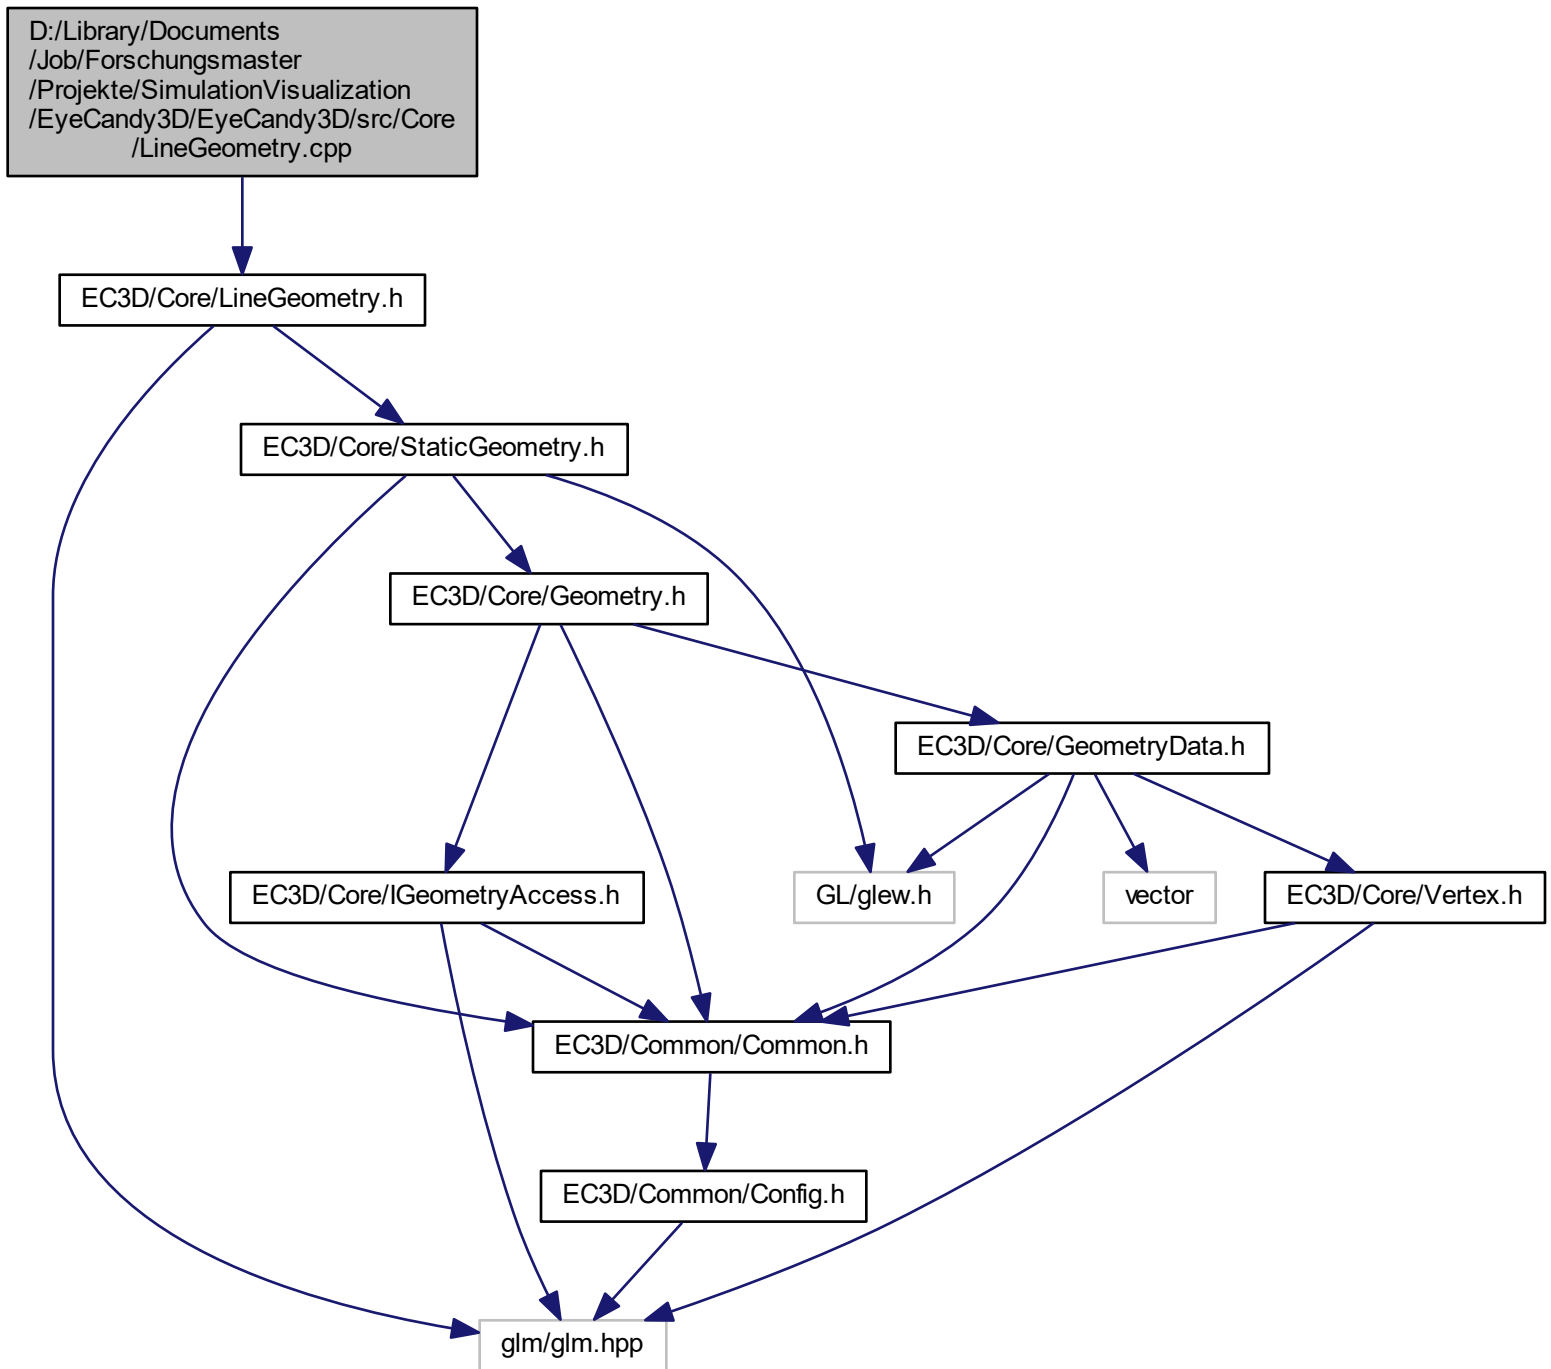 D:/Library/Documents
/Job/Forschungsmaster
/Projekte/SimulationVisualization
/EyeCandy3D/EyeCandy3D/src/Core
/LineGeometry.cpp
EC3D/Core/LineGeometry.h
EC3D/Core/StaticGeometry.h
EC3D/Core/Geometry.h
EC3D/Core/GeometryData.h
EC3D/Core/IGeometryAccess.h
GL/glew.h
vector
EC3D/Core/Vertex.h
EC3D/Common/Common.h
EC3D/Common/Config.h
glm/glm.hpp